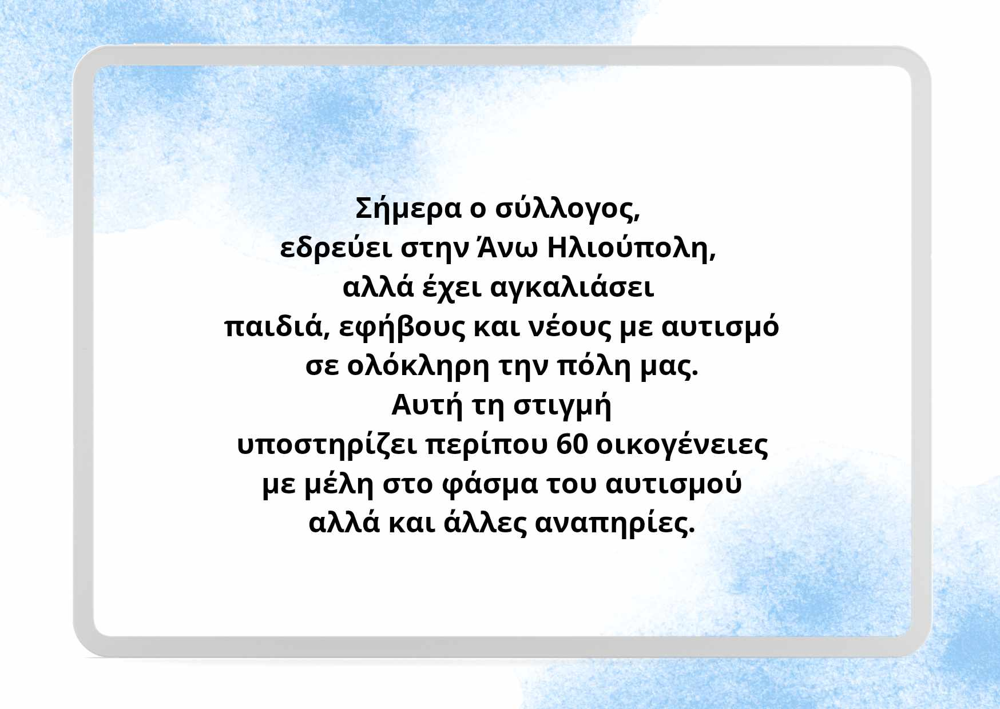 Σήμερα ο σύλλογος,
εδρεύει στην Άνω Ηλιούπολη,
αλλά έχει αγκαλιάσει
παιδιά, εφήβους και νέους με αυτισμό
σε ολόκληρη την πόλη μας.
Αυτή τη στιγμή
υποστηρίζει περίπου 60 οικογένειες
με μέλη στο φάσμα του αυτισμού
αλλά και άλλες αναπηρίες.